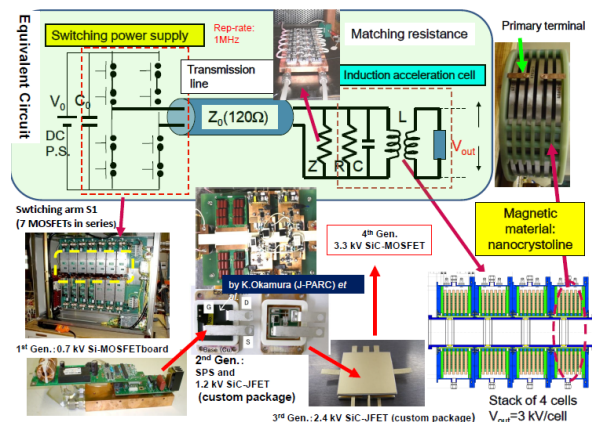 Equivalent Circuit
Switching power supply
Rep-rate:
1MHz
Matching resistance
Primary terminal
Transmission
line
Induction acceleration cell
V0 C0
Z0(120Ω)
L
Vout
DC
P.S.
Z R C
Swtiching arm S1
(7 MOSFETs in series)
4th Gen.
3.3 kV SiC-MOSFET
Magnetic
material:
nanocrystoline
by K.Okamura (J-PARC) et
G
D
S
Base (Cu)
1st Gen.:0.7 kV Si-MOSFETboard
2nd Gen.:
SPS and
1.2 kV SiC-JFET
(custom package)
3rd Gen.: 2.4 kV SiC-JFET (custom package)
Stack of 4 cells
Vout=3 kV/cell